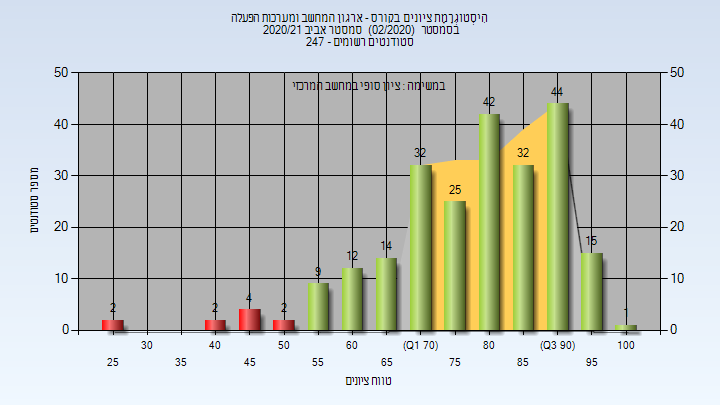 היסטוגרמת ציונים בקורס - ארגון המחשב ומערכות הפעלה
בסמסטר (02/2020) סמסטר אביב 2020/21
סטודנטים רשומים - 247
במשימה : ציון סופי במחשב המרכזי
מספר סטודנטים
50 50
40 40
30 30
20 20
10 10
0 0
2 2 4 2 9 12 14 32 25 42 32 44 15 1
30 40 50 60 (Q1 70) 80 (Q3 90) 100
25 35 45 55 65 75 85 95
טווח ציונים